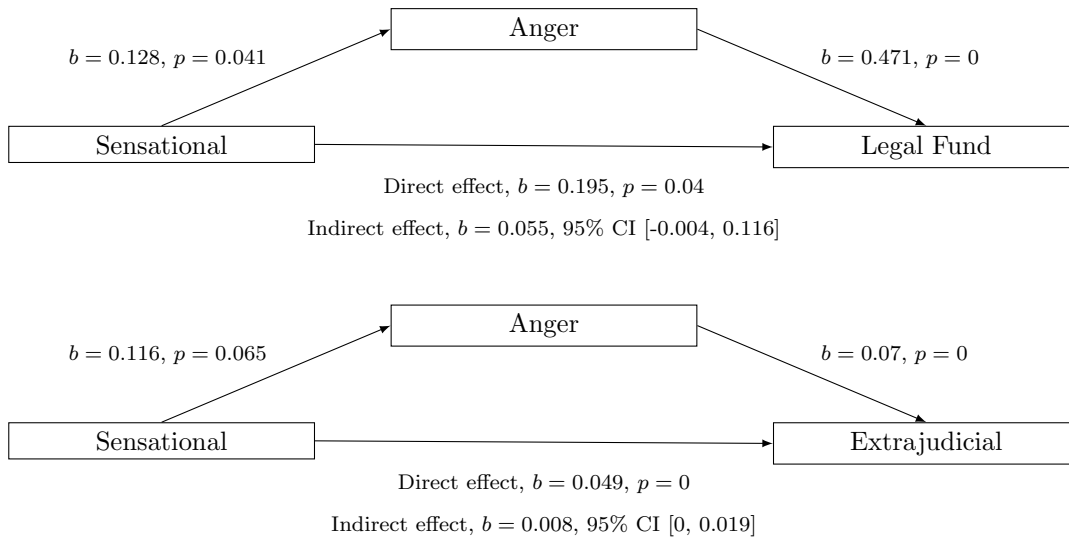 Anger
b = 0.128, p = 0.041
b = 0.471, p = 0
Sensational
Legal Fund
Direct effect, b = 0.195, p = 0.04
Indirect effect, b = 0.055, 95% CI [-0.004, 0.116]
Anger
b = 0.116, p = 0.065
b = 0.07, p = 0
Sensational
Extrajudicial
Direct effect, b = 0.049, p = 0
Indirect effect, b = 0.008, 95% CI [0, 0.019]